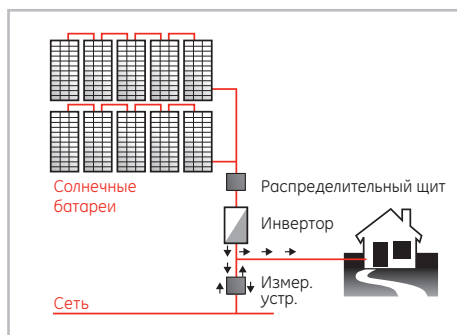 Солнечные
батареи
Распределительный щит
Инвертор
Измер.
устр.
Сеть